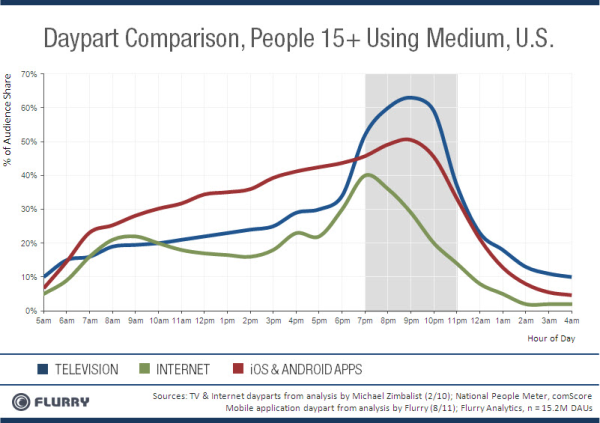 Daypart Comparison, People 15+ Using Medium, U.S.
% of Audience Share
70%
60%
50%
40%
30%
20%
10%
0%
5am 6am 7am 8am 9am 10am 11am 12pm 1pm 2pm 3pm 4pm 5pm 6pm 7pm 8pm 9pm 10pm 11pm 12am 1am 2am 3am 4am
Hour of Day
TELEVISION INTERNET iOS & ANDROID APPS
FLURRY
Sources: TV & Internet dayparts from analysis by Michael Zimbalist (2/10); National People Meter, comScore
Mobile application daypart from analysis by Flurry (8/11); Flurry Analytics, n = 15.2M DAUs